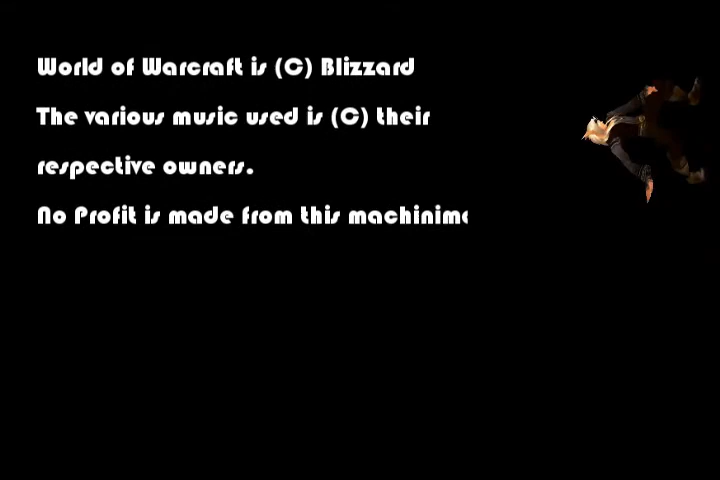 World of Warcraft is (C) Blizzard
The various music used is (C) their
respective owners.
No Profit is made from this machinima